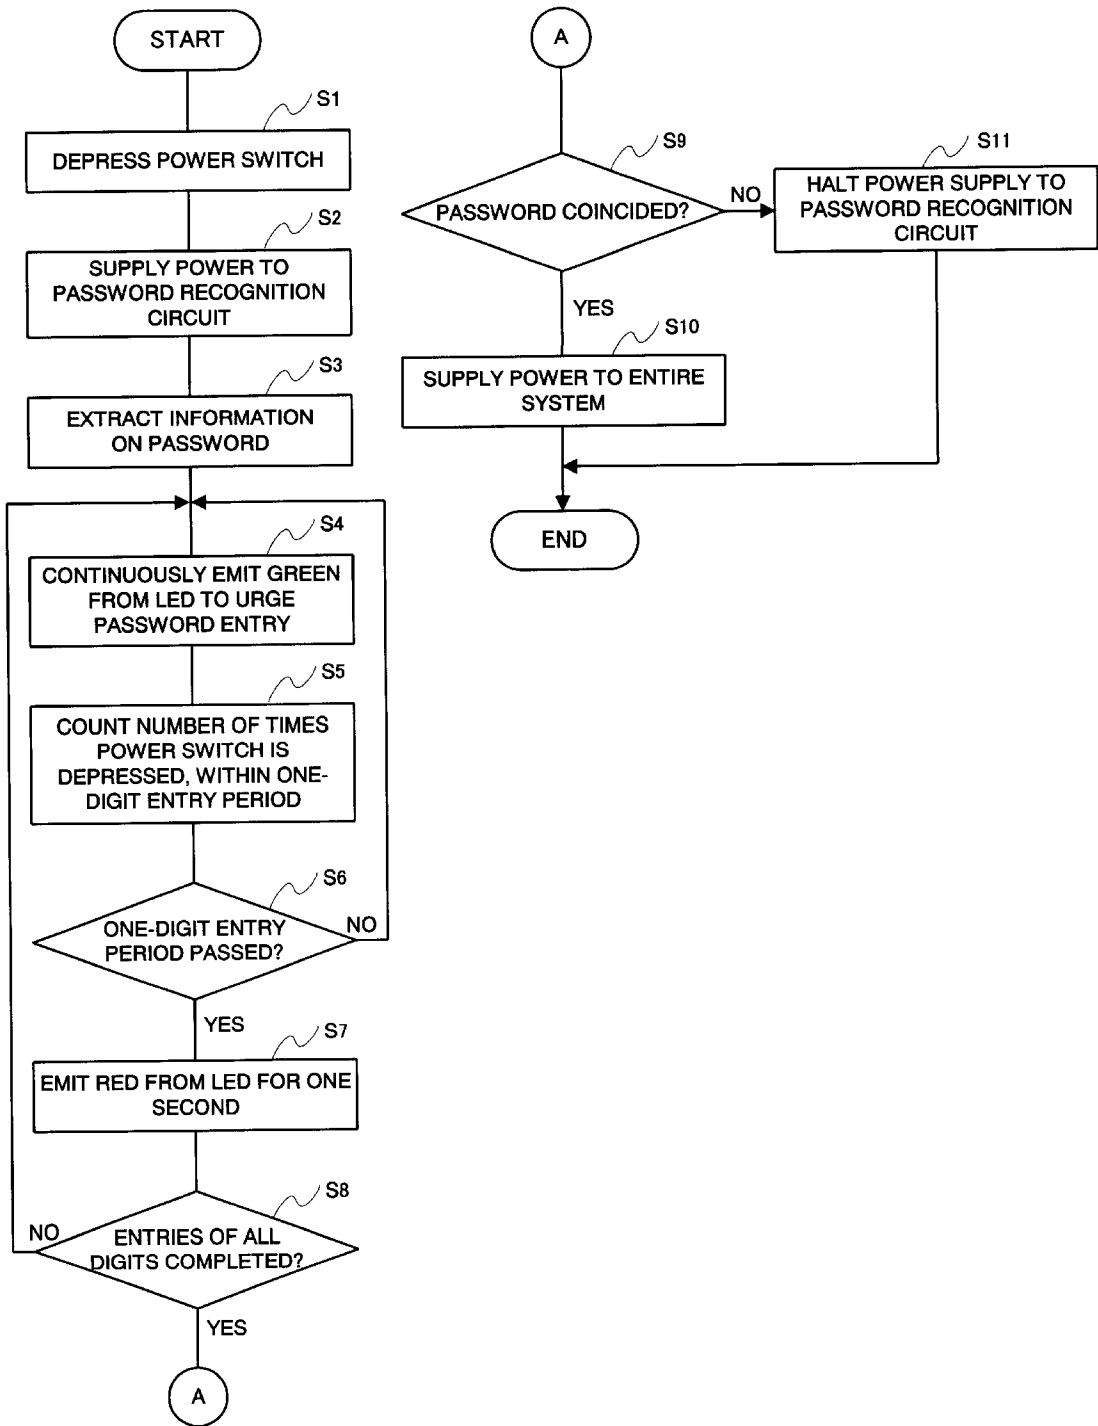 START
S1
DEPRESS POWER SWITCH
S2
SUPPLY POWER TO
PASSWORD RECOGNITION
CIRCUIT
S3
EXTRACT INFORMATION
ON PASSWORD
S4
CONTINUOUSLY EMIT GREEN
FROM LED TO URGE
PASSWORD ENTRY
S5
COUNT NUMBER OF TIMES
POWER SWITCH IS
DEPRESSED, WITHIN ONE-
DIGIT ENTRY PERIOD
S6
ONE-DIGIT ENTRY
PERIOD PASSED?
NO
YES
S7
EMIT RED FROM LED FOR ONE
SECOND
S8
NO
ENTRIES OF ALL
DIGITS COMPLETED?
YES
A
A
S9
PASSWORD COINCIDED?
NO
S11
HALT POWER SUPPLY TO
PASSWORD RECOGNITION
CIRCUIT
YES
S10
SUPPLY POWER TO ENTIRE
SYSTEM
END